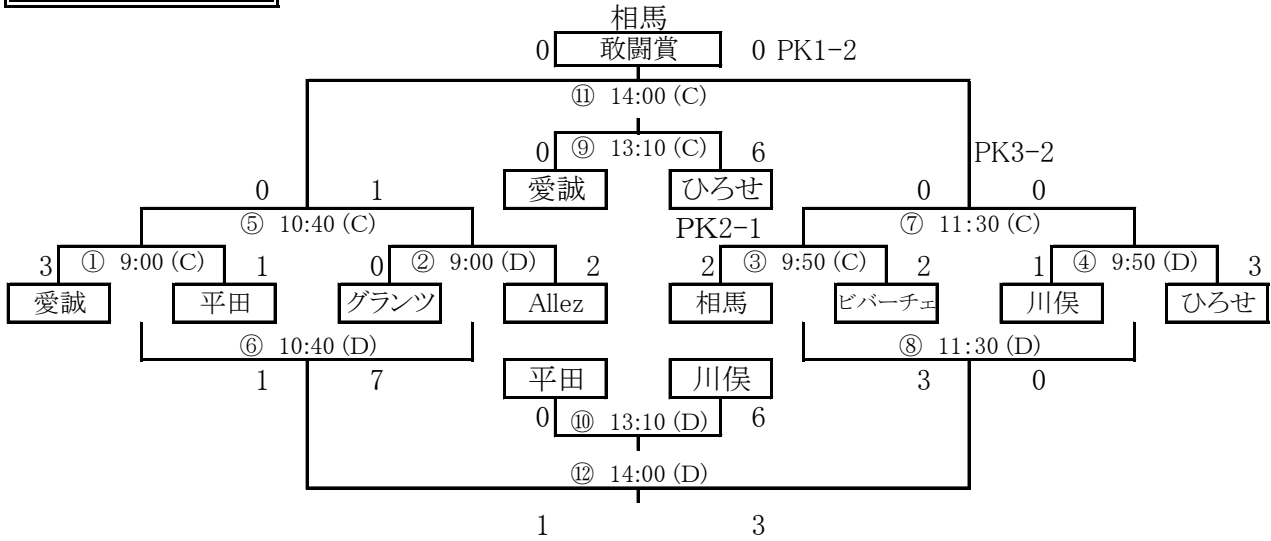 相馬
0 敢闘賞 0 PK1-2
⑪ 14:00 (C)
0 ⑨ 13:10 (C) 6 PK3-2
愛誠 ひろせ
0 1 0 0
⑤ 10:40 (C) PK2-1 ⑦ 11:30 (C)
3 ① 9:00 (C) 1 0 ② 9:00 (D) 2 2 ③ 9:50 (C) 2 1 ④ 9:50 (D) 3
愛誠 平田 グランツ Allez 相馬 ビバーチェ 川俣 ひろせ
⑥ 10:40 (D) ⑧ 11:30 (D)
1 7 平田 川俣 3 0
0 ⑩ 13:10 (D) 6
⑫ 14:00 (D)
1 3